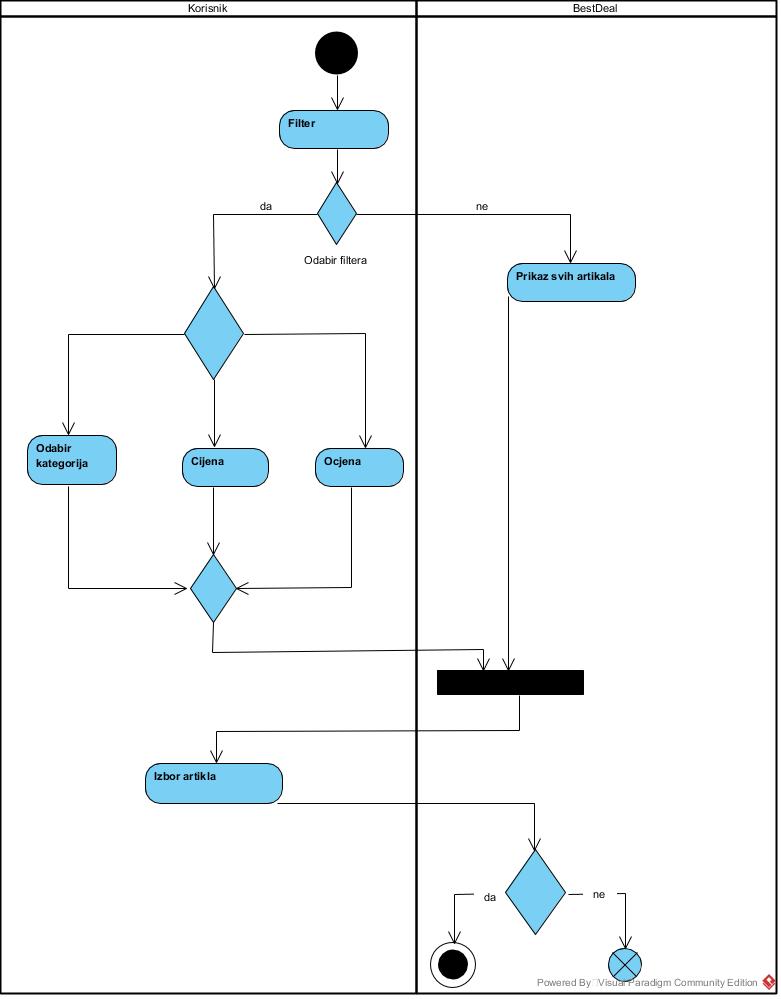 Korisnik
BestDeal
Filter
da
ne
Odabir filtera
Prikaz svih artikala
Odabir
kategorija
Cijena
Ocjena
Izbor artikla
da
ne
Powered By Visual Paradigm Community Edition